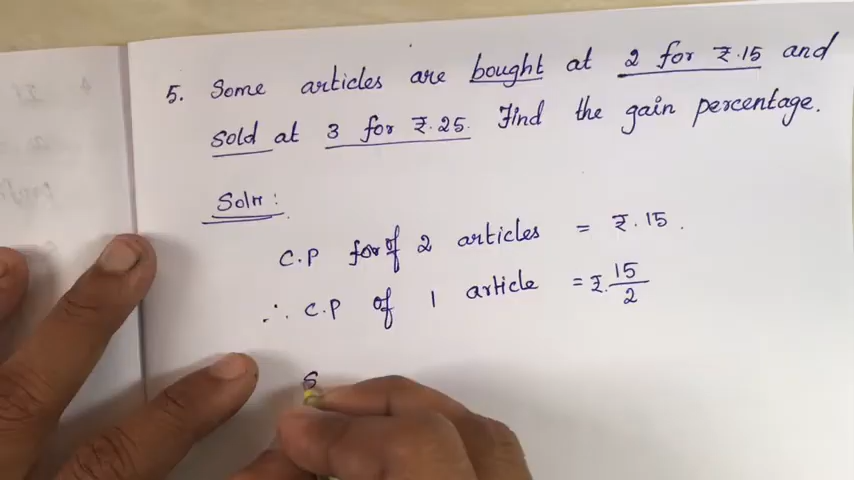 5. Some articles are bought at 2 for ₹.15 and
sold at 3 for ₹.25. Find the gain percentage.
Soln:
C.P for of 2 articles = ₹.15.
∴ C.P of 1 article = ₹. 15/2
S